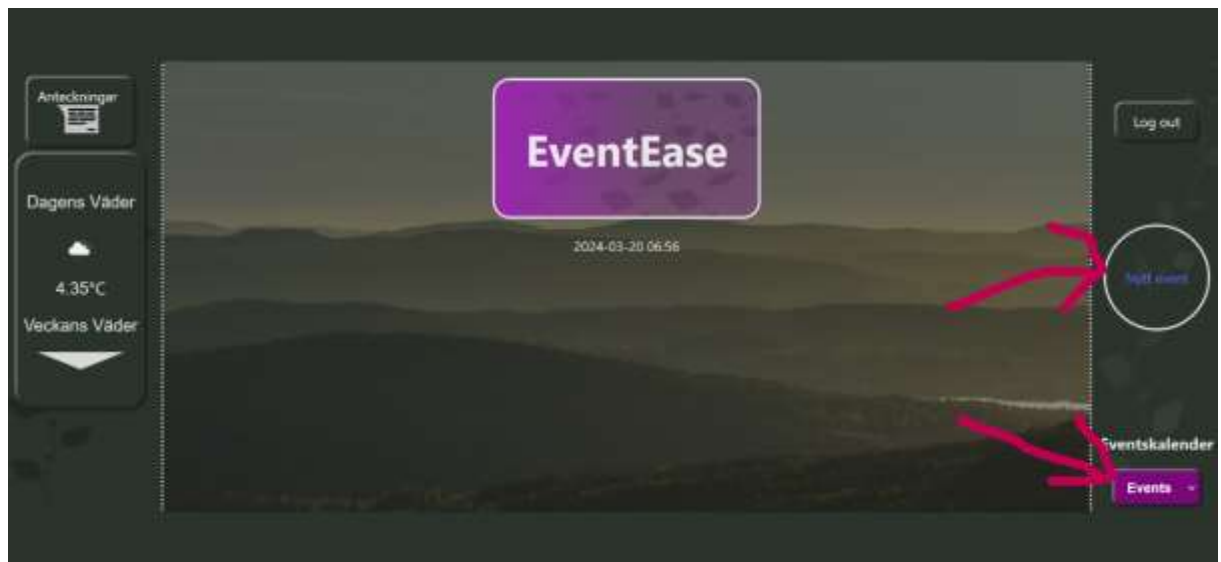 Anteckningar
Dagens Väder
4.35°C
Veckans Väder
EventEase
2024-03-20 06:56
Log out
Nytt event
Eventskalender
Events